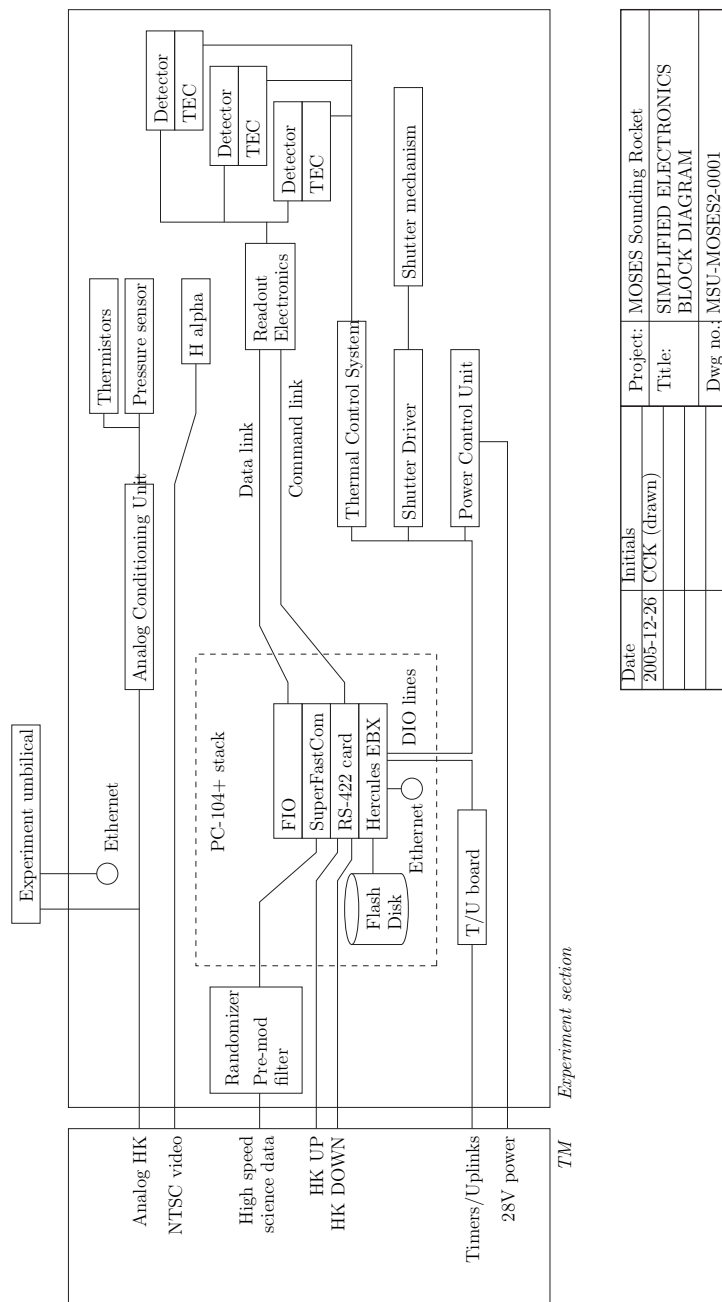 Experiment umbilical
Ethernet
Analog HK
Analog Conditioning Unit
Thermistors
Pressure sensor
NTSC video
H alpha
High speed
science data
Randomizer
Pre-mod
filter
HK UP
HK DOWN
PC-104+ stack
FIO
SuperFastCom
RS-422 card
Hercules EBX
Flash
Disk
Ethernet
DIO lines
Data link
Command link
Readout
Electronics
Detector
TEC
Detector
TEC
Detector
TEC
Thermal Control System
Shutter Driver
Shutter mechanism
Power Control Unit
Timers/Uplinks
T/U board
28V power
TM
Experiment section
Date
Initials
2005-12-26
CCK (drawn)
Project:
MOSES Sounding Rocket
Title:
SIMPLIFIED ELECTRONICS
BLOCK DIAGRAM
Dwg no.:
MSU-MOSES2-0001